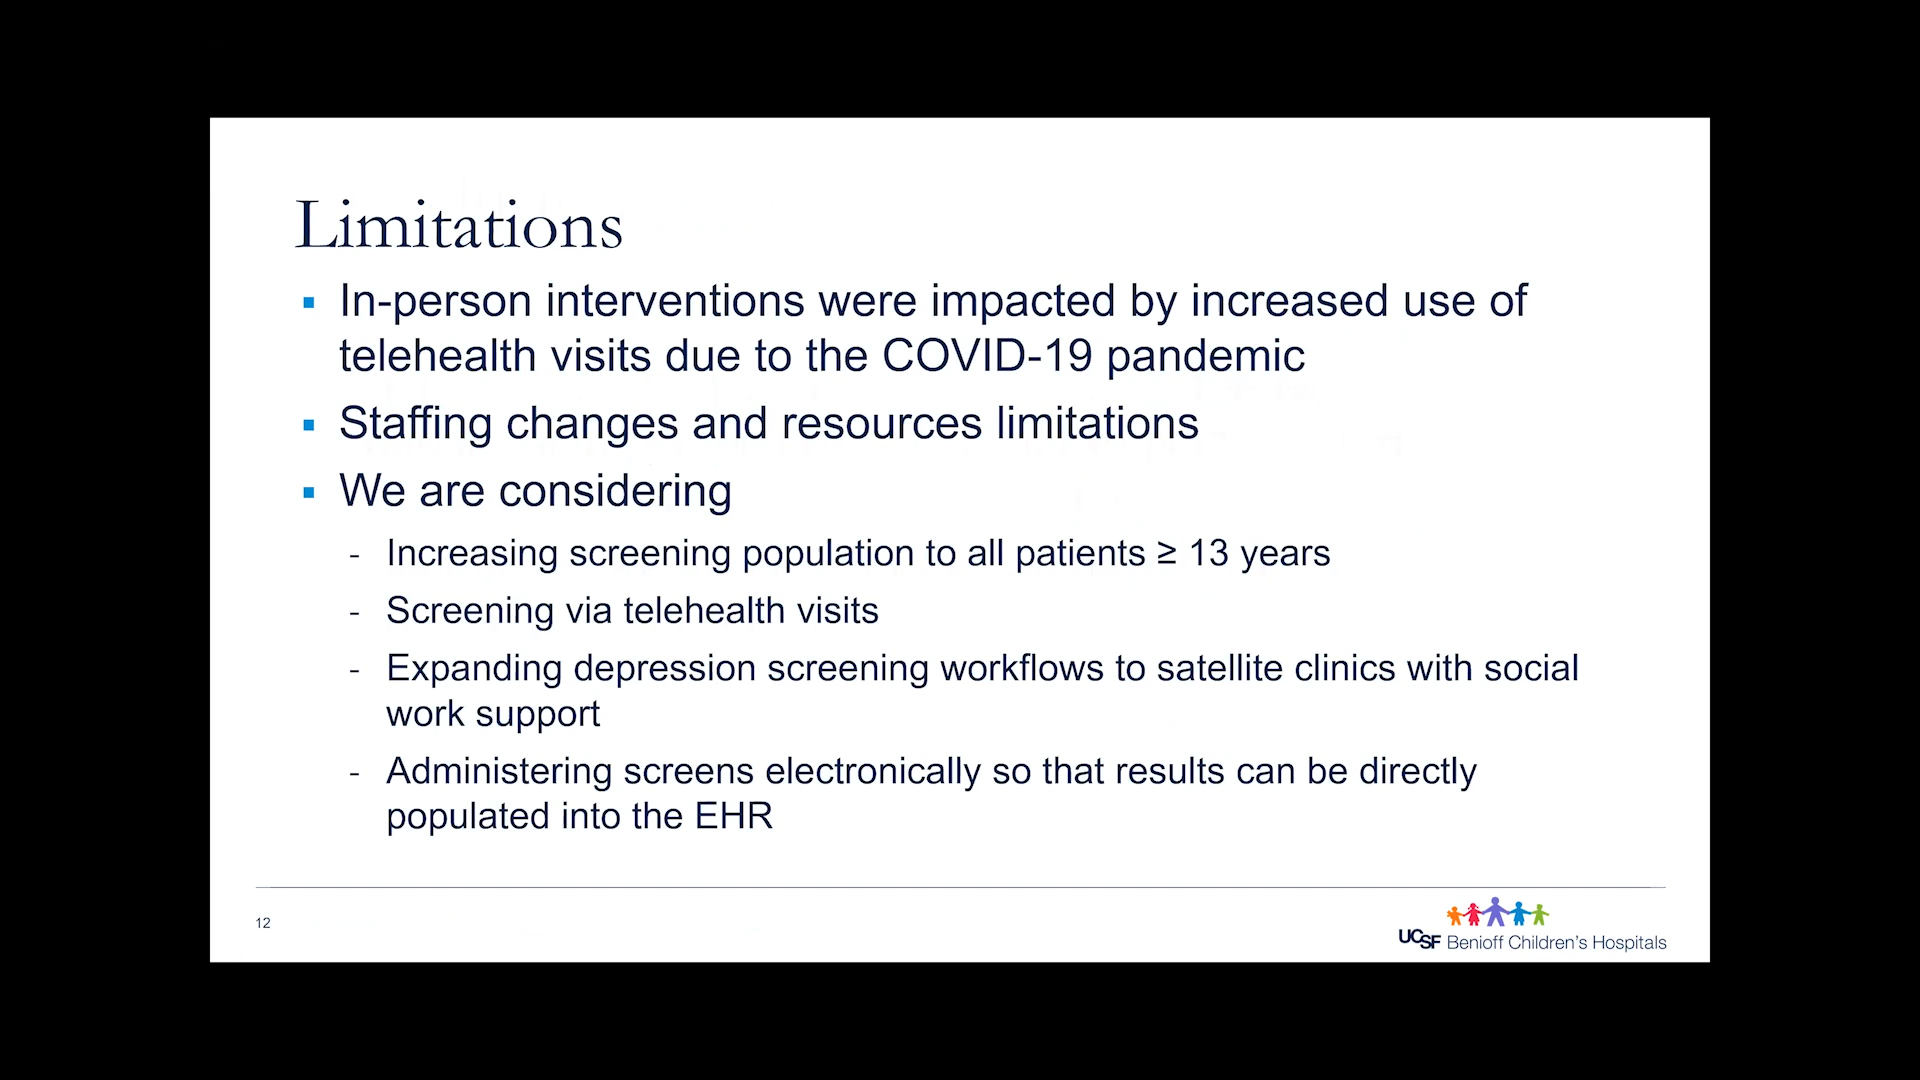 Limitations
▪ In-person interventions were impacted by increased use of
telehealth visits due to the COVID-19 pandemic
▪ Staffing changes and resources limitations
▪ We are considering
- Increasing screening population to all patients ≥ 13 years
- Screening via telehealth visits
- Expanding depression screening workflows to satellite clinics with social
work support
- Administering screens electronically so that results can be directly
populated into the EHR
12
UCSF Benioff Children's Hospitals